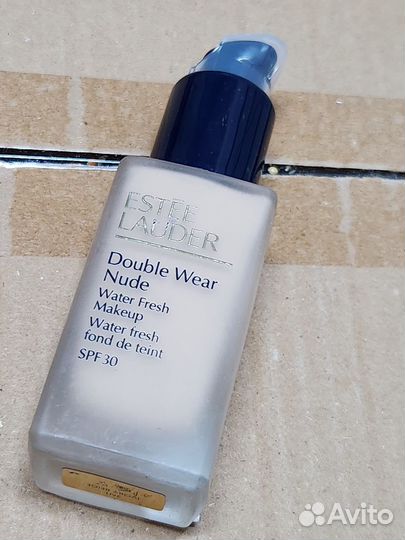 ESTEE
LAUDER
Double Wear
Nude
Water Fresh
Makeup
Water fresh
fond de teint
SPF30
Avito